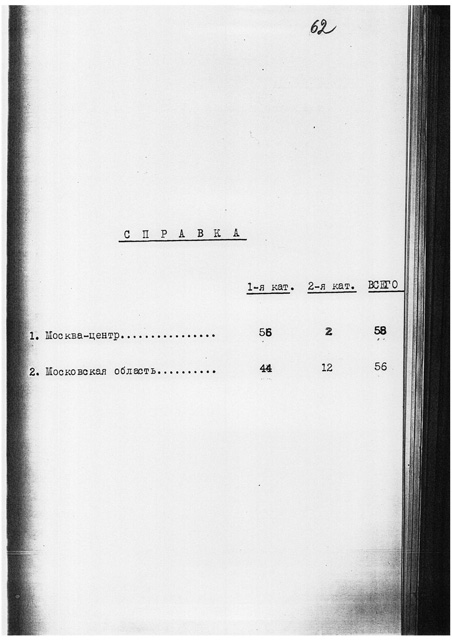 62
С П Р А В К А
1-я кат. 2-я кат. ВСЕГО
1. Москва-центр................ 56 2 58
2. Московская область.......... 44 12 56